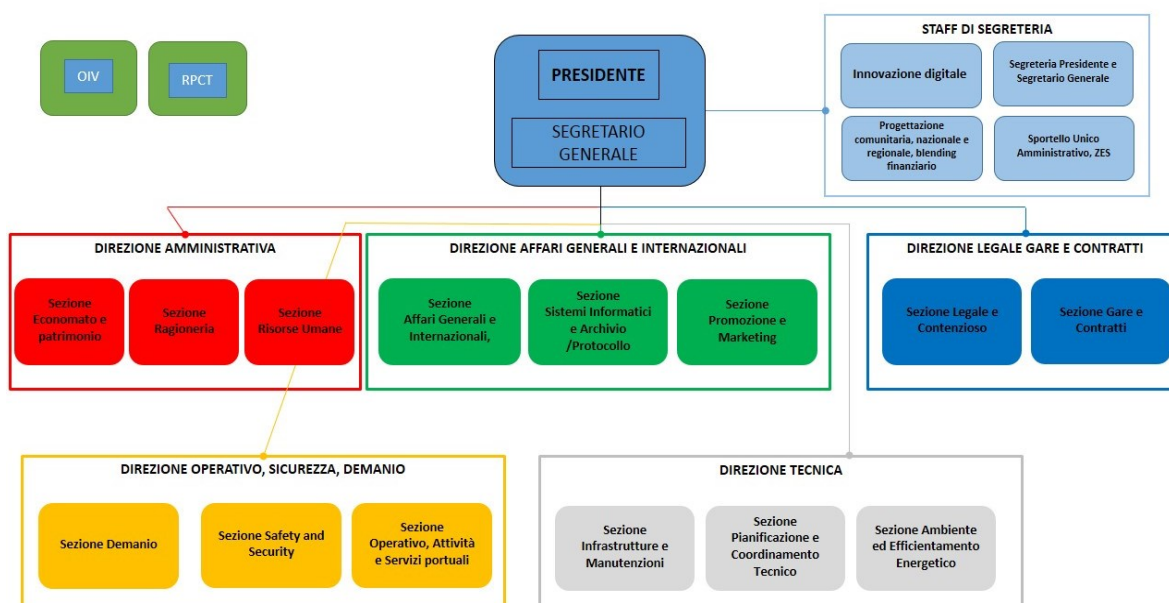 OIV
RPCT
PRESIDENTE
SEGRETARIO
GENERALE
STAFF DI SEGRETERIA
Innovazione digitale
Segreteria Presidente e
Segretario Generale
Progettazione
comunitaria, nazionale e
regionale, blending
finanziario
Sportello Unico
Amministrativo, ZES
DIREZIONE AMMINISTRATIVA
Sezione
Economato e
patrimonio
Sezione
Ragioneria
Sezione
Risorse Umane
DIREZIONE AFFARI GENERALI E INTERNAZIONALI
Sezione
Affari Generali e
Internazionali,
Sezione
Sistemi Informatici
e Archivio
/Protocollo
Sezione
Promozione e
Marketing
DIREZIONE LEGALE GARE E CONTRATTI
Sezione Legale e
Contenzioso
Sezione Gare e
Contratti
DIREZIONE OPERATIVO, SICUREZZA, DEMANIO
Sezione Demanio
Sezione Safety and
Security
Sezione
Operativo, Attività
e Servizi portuali
DIREZIONE TECNICA
Sezione
Infrastrutture e
Manutenzioni
Sezione
Pianificazione e
Coordinamento
Tecnico
Sezione Ambiente
ed Efficientamento
Energetico